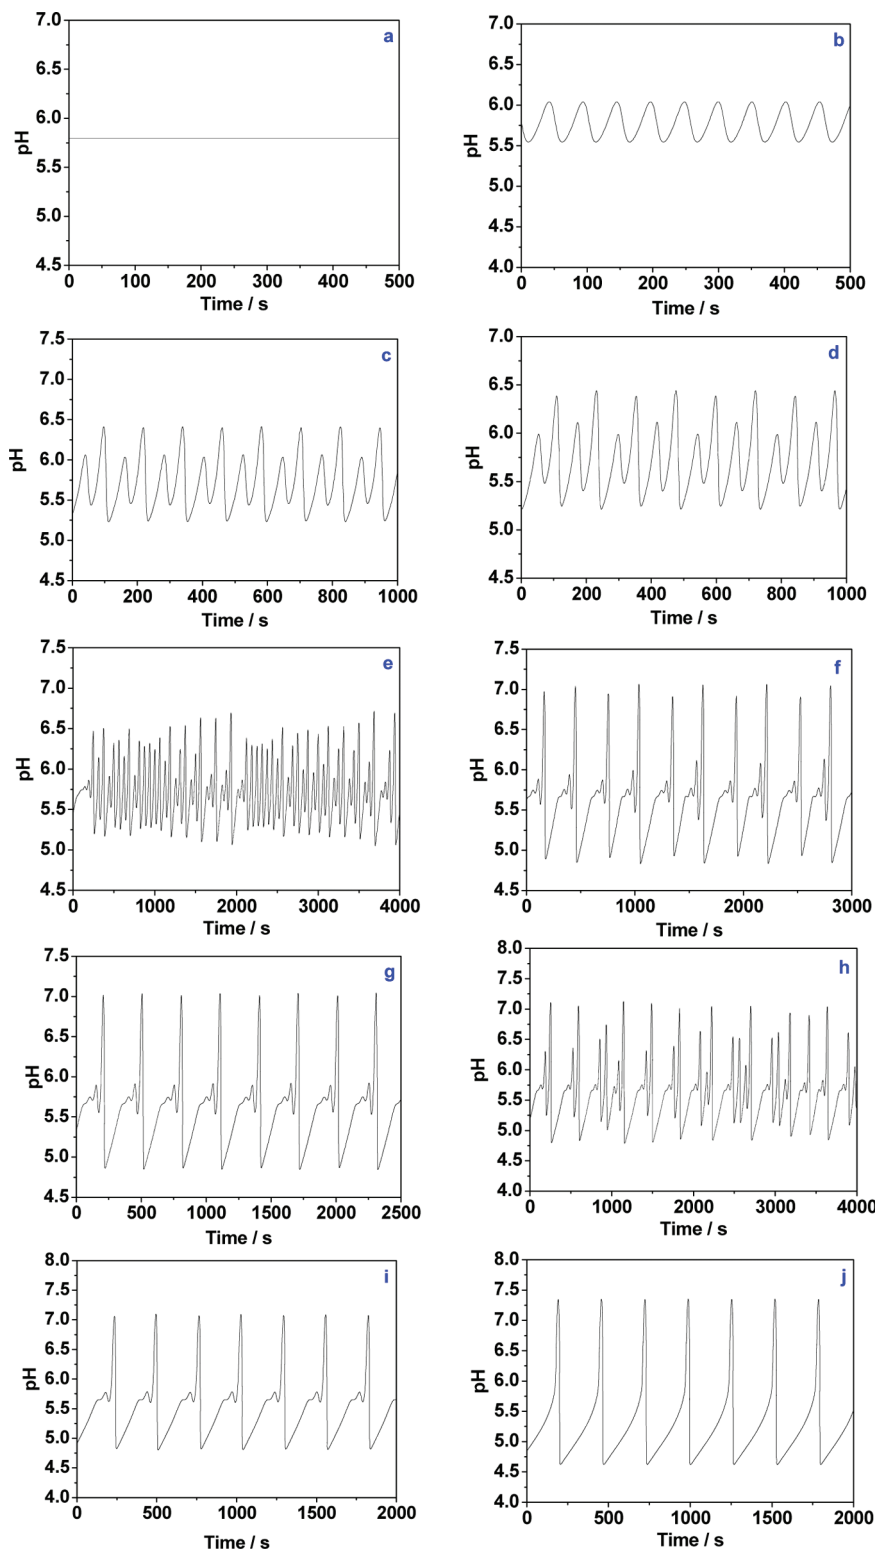 a
pH
7.0
6.5
6.0
5.5
5.0
4.5
0 100 200 300 400 500
Time / s
b
pH
7.0
6.5
6.0
5.5
5.0
4.5
4.0
0 100 200 300 400 500
Time / s
c
pH
7.5
7.0
6.5
6.0
5.5
5.0
4.5
0 200 400 600 800 1000
Time / s
d
pH
7.0
6.5
6.0
5.5
5.0
4.5
0 200 400 600 800 1000
Time / s
e
pH
7.5
7.0
6.5
6.0
5.5
5.0
4.5
0 1000 2000 3000 4000
Time / s
f
pH
7.5
7.0
6.5
6.0
5.5
5.0
4.5
0 1000 2000 3000
Time / s
g
pH
7.5
7.0
6.5
6.0
5.5
5.0
4.5
0 500 1000 1500 2000 2500
Time / s
h
pH
8.0
7.5
7.0
6.5
6.0
5.5
5.0
4.5
4.0
0 1000 2000 3000 4000
Time / s
i
pH
8.0
7.5
7.0
6.5
6.0
5.5
5.0
4.5
4.0
0 500 1000 1500 2000
Time / s
j
pH
8.0
7.5
7.0
6.5
6.0
5.5
5.0
4.5
4.0
0 500 1000 1500 2000
Time / s